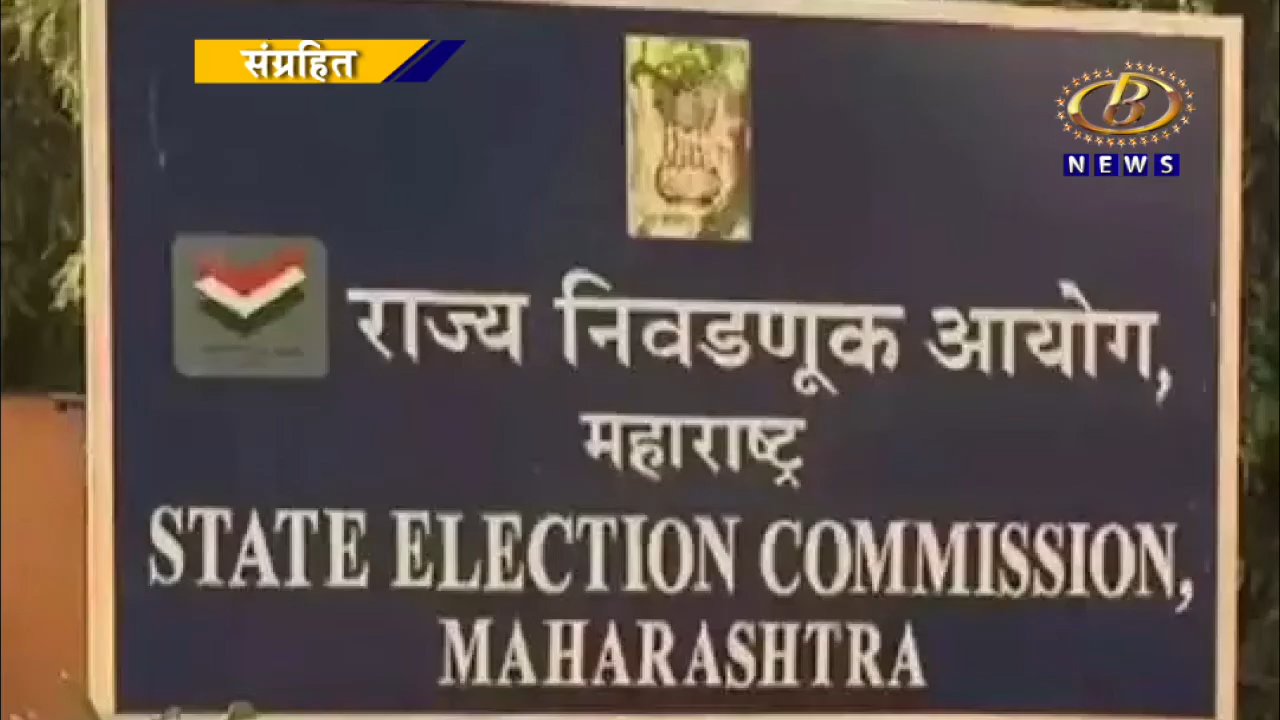 संग्रहित
B
NEWS
राज्य निवडणूक आयोग,
महाराष्ट्र
STATE ELECTION COMMISSION,
MAHARASHTRA